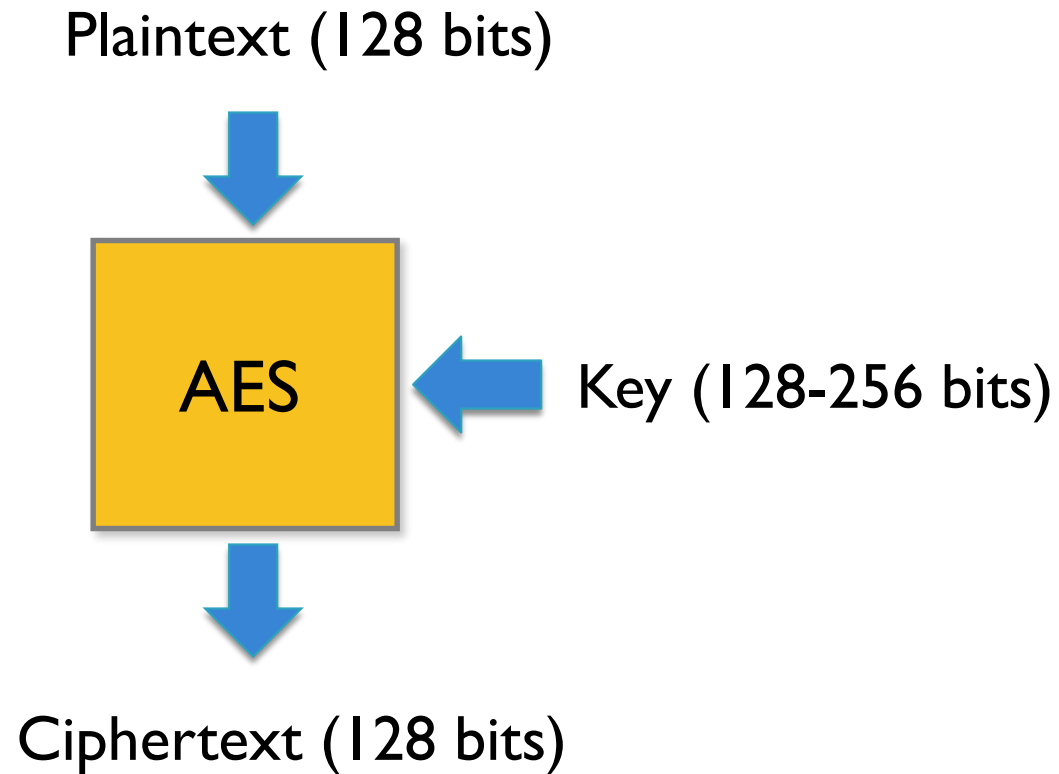 Plaintext (128 bits)
AES
Key (128-256 bits)
Ciphertext (128 bits)